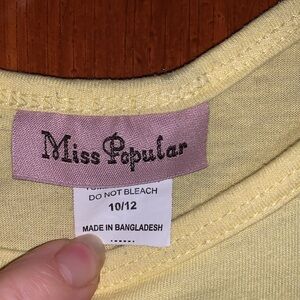 Miss Popular
DO NOT BLEACH
10/12
MADE IN BANGLADESH